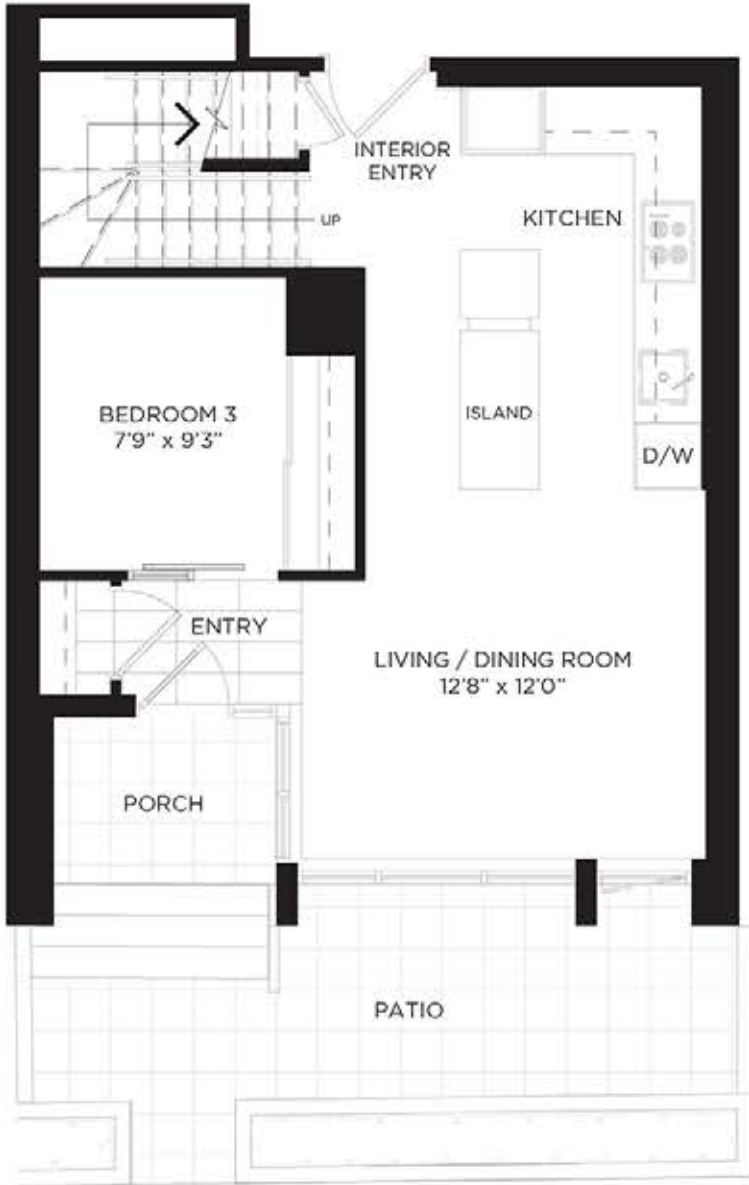 INTERIOR
ENTRY
KITCHEN
UP
BEDROOM 3
7'9" x 9'3"
ISLAND
D/W
ENTRY
LIVING / DINING ROOM
12'8" x 12'0"
PORCH
PATIO